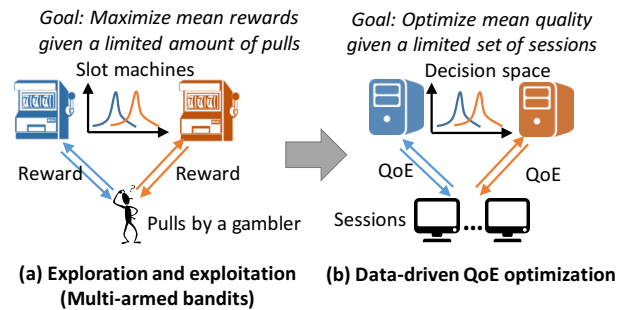 Goal: Maximize mean rewards
given a limited amount of pulls
Slot machines
Reward
Reward
?
Pulls by a gambler
(a) Exploration and exploitation
(Multi-armed bandits)
Goal: Optimize mean quality
given a limited set of sessions
Decision space
QoE
QoE
Sessions
...
(b) Data-driven QoE optimization